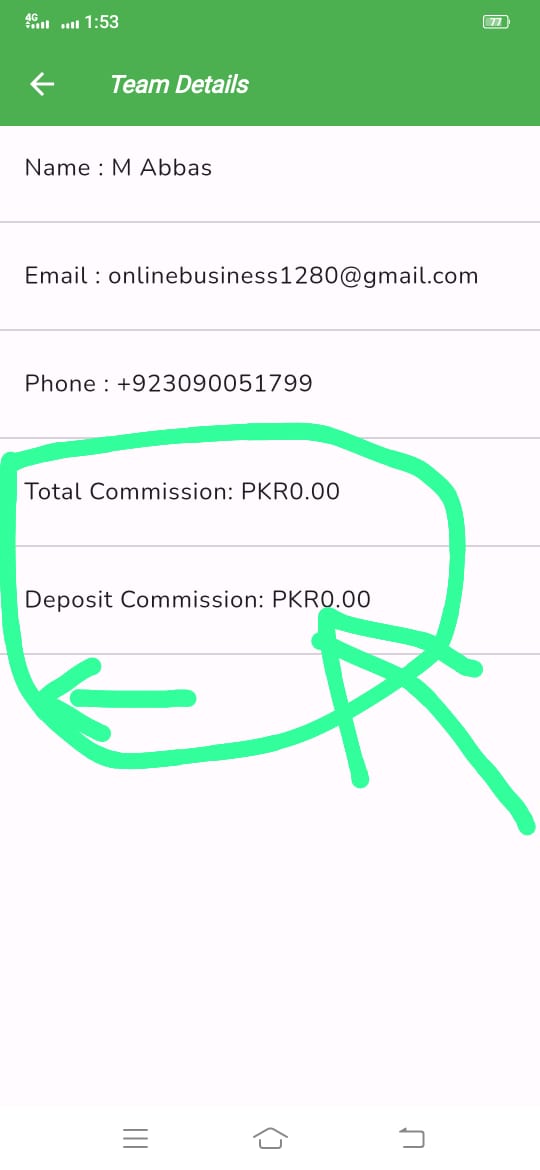 4G 1:53 77
Team Details
Name : M Abbas
Email : onlinebusiness1280@gmail.com
Phone : +923090051799
Total Commission: PKR0.00
Deposit Commission: PKR0.00